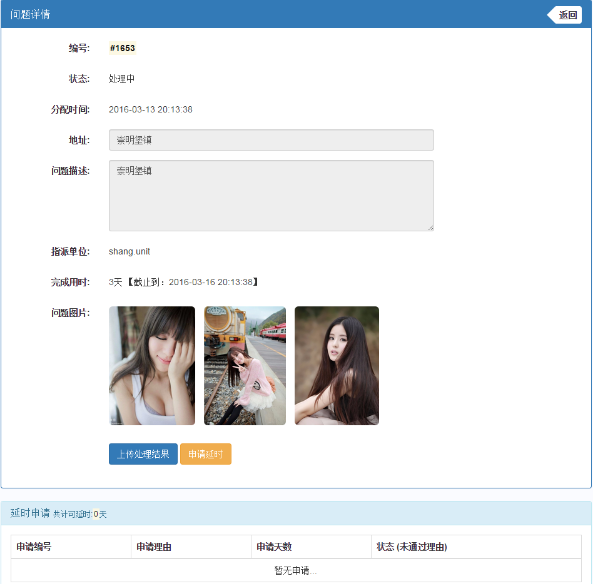 问题详情
返回
编号: #1653
状态: 处理中
分配时间: 2016-03-13 20:13:38
地址: 崇明堡镇
问题描述: 崇明堡镇
指派单位: shang.unit
完成用时: 3天 【截止到：2016-03-16 20:13:38】
问题图片:
上传处理结果 申请延时
延时申请 共计可延时:0天
申请编号 申请理由 申请天数 状态 (未通过理由)
暂无申请...